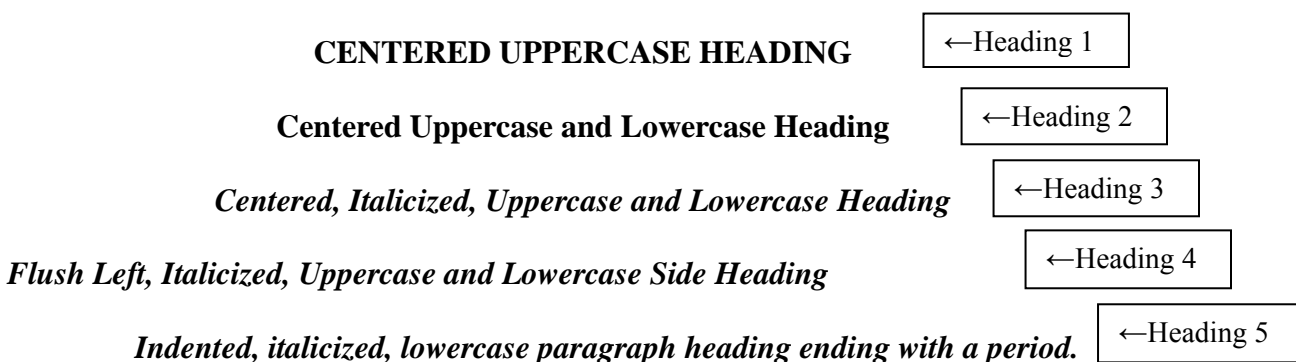 CENTERED UPPERCASE HEADING ←Heading 1
Centered Uppercase and Lowercase Heading ←Heading 2
Centered, Italicized, Uppercase and Lowercase Heading ←Heading 3
Flush Left, Italicized, Uppercase and Lowercase Side Heading ←Heading 4
Indented, italicized, lowercase paragraph heading ending with a period. ←Heading 5